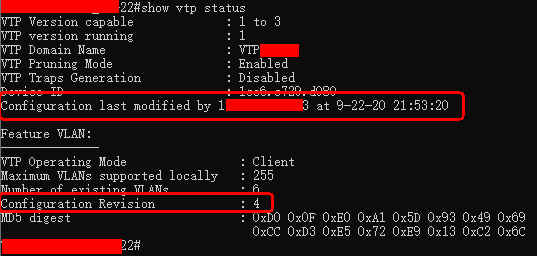 22#show vtp status
VTP Version capable : 1 to 3
VTP version running : 1
VTP Domain Name : VTP
VTP Pruning Mode : Enabled
VTP Traps Generation : Disabled
Device ID : 1cc6.c729.d080
Configuration last modified by 1 3 at 9-22-20 21:53:20
Feature VLAN:
VTP Operating Mode : Client
Maximum VLANs supported locally : 255
Number of existing VLANs : 6
Configuration Revision : 4
MD5 digest : 0xD0 0x0F 0xE0 0xA1 0x5D 0x93 0x49 0x69
0xCC 0xD3 0xE5 0x72 0xE9 0x13 0xC2 0x6C
22#